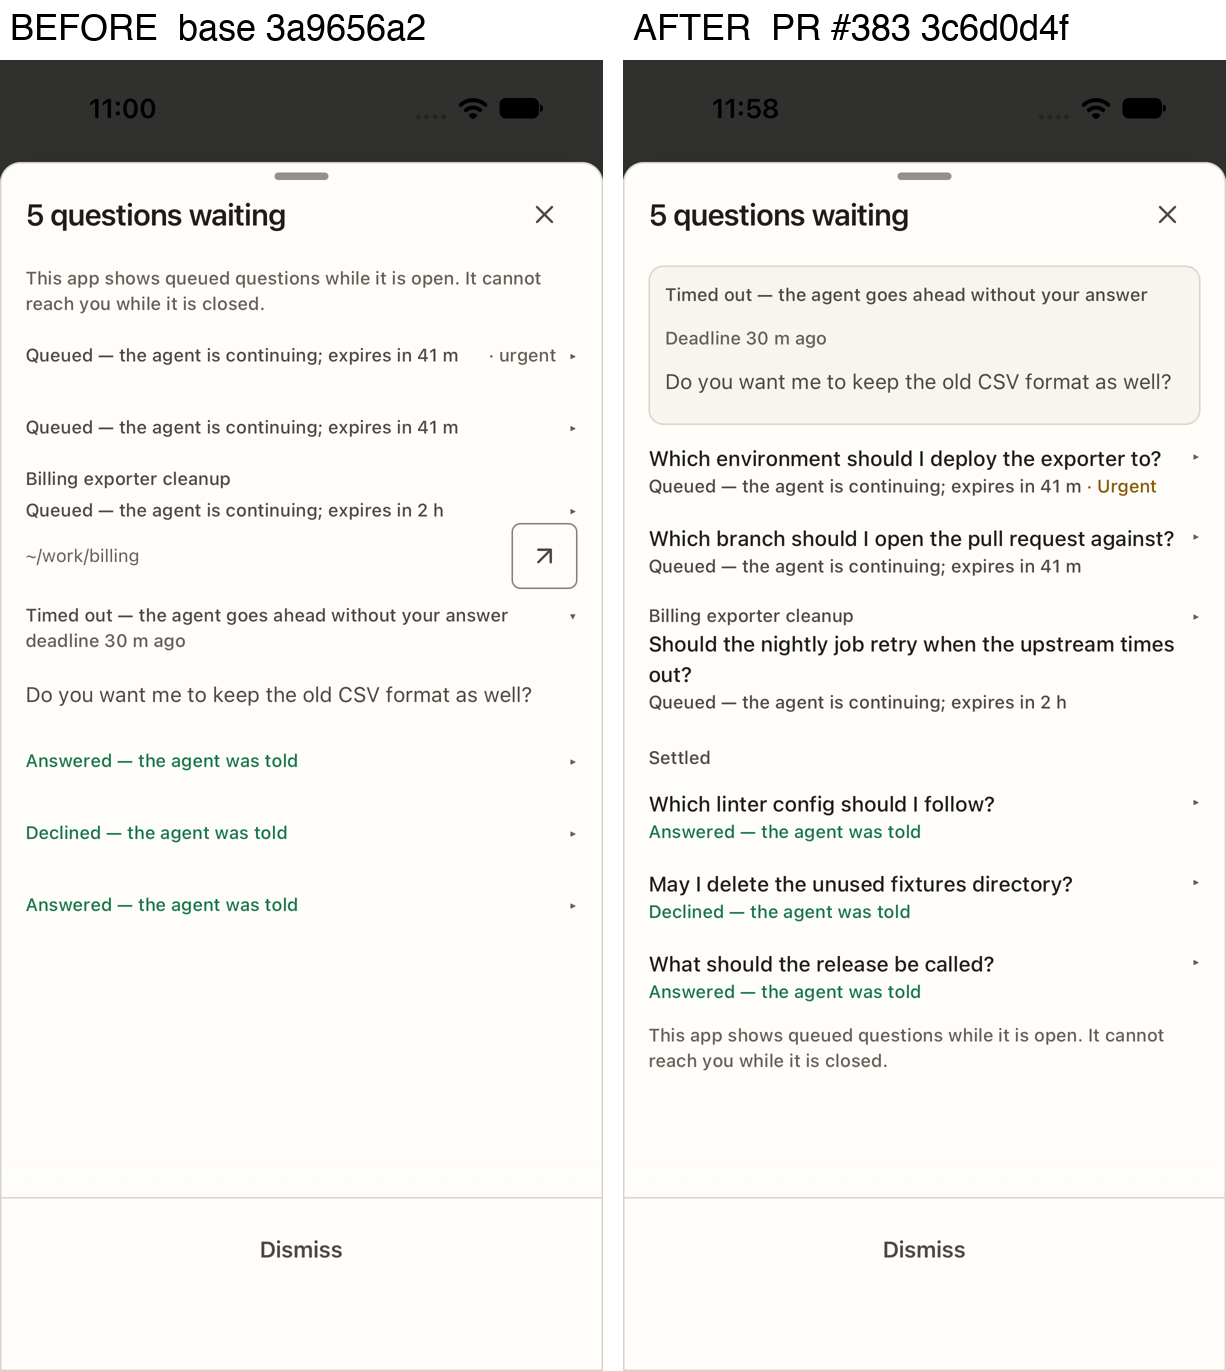 BEFORE base 3a9656a2
11:00
5 questions waiting
This app shows queued questions while it is open. It cannot
reach you while it is closed.
Queued — the agent is continuing; expires in 41 m · urgent
Queued — the agent is continuing; expires in 41 m
Billing exporter cleanup
Queued — the agent is continuing; expires in 2 h
~/work/billing
Timed out — the agent goes ahead without your answer
deadline 30 m ago
Do you want me to keep the old CSV format as well?
Answered — the agent was told
Declined — the agent was told
Answered — the agent was told
Dismiss
AFTER PR #383 3c6d0d4f
11:58
5 questions waiting
Timed out — the agent goes ahead without your answer
Deadline 30 m ago
Do you want me to keep the old CSV format as well?
Which environment should I deploy the exporter to?
Queued — the agent is continuing; expires in 41 m · Urgent
Which branch should I open the pull request against?
Queued — the agent is continuing; expires in 41 m
Billing exporter cleanup
Should the nightly job retry when the upstream times
out?
Queued — the agent is continuing; expires in 2 h
Settled
Which linter config should I follow?
Answered — the agent was told
May I delete the unused fixtures directory?
Declined — the agent was told
What should the release be called?
Answered — the agent was told
This app shows queued questions while it is open. It cannot
reach you while it is closed.
Dismiss